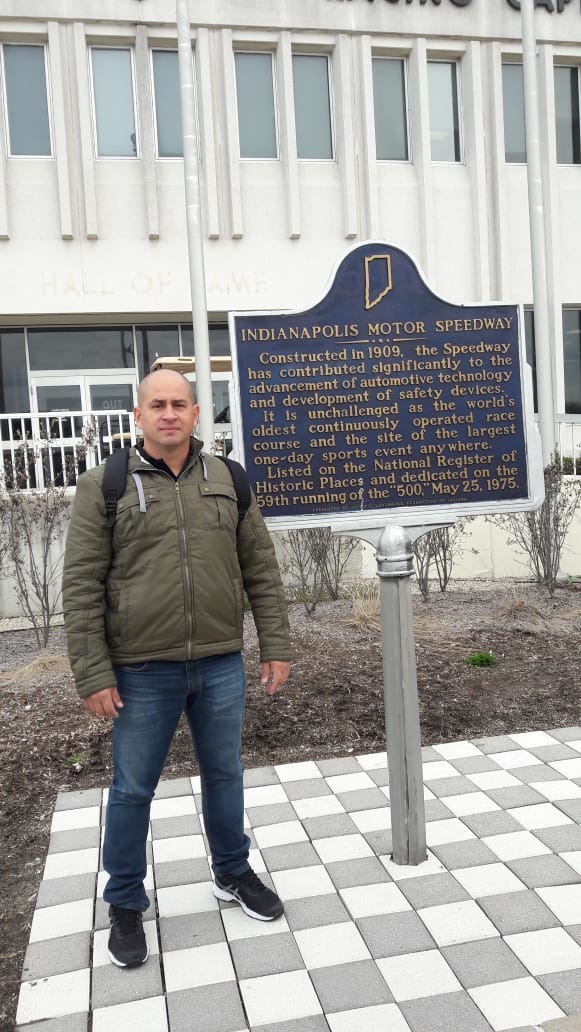 RACING CAP
HALL OF FAME
INDIANAPOLIS MOTOR SPEEDWAY
Constructed in 1909, the Speedway
has contributed significantly to the
advancement of automotive technology
and development of safety devices.
It is unchallenged as the world's
oldest continuously operated race
course and the site of the largest
one-day sports event anywhere.
Listed on the National Register of
Historic Places and dedicated on the
59th running of the "500," May 25, 1975.
OUT